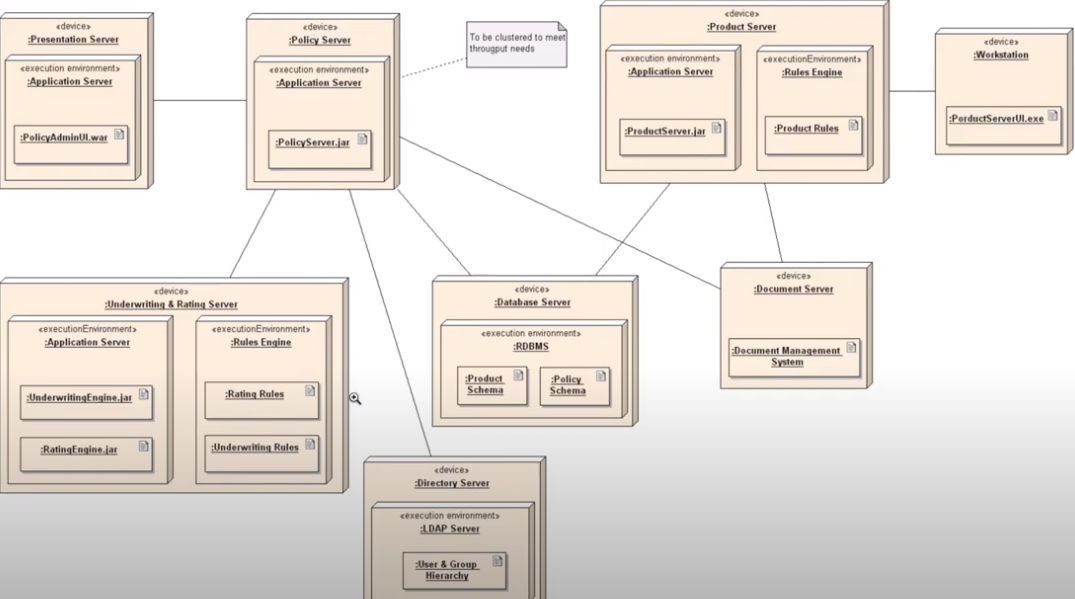 «device»
:Presentation Server
«execution environment»
:Application Server
:PolicyAdminUI.war
«device»
:Policy Server
«execution environment»
:Application Server
:PolicyServer.jar
To be clustered to meet
througput needs
«device»
:Product Server
«execution environment»
:Application Server
:ProductServer.jar
«executionEnvironment»
:Rules Engine
:Product Rules
«device»
:Workstation
:PorductServerUI.exe
«device»
:Underwriting & Rating Server
«executionEnvironment»
:Application Server
:UnderwritingEngine.jar
:RatingEngine.jar
«executionEnvironment»
:Rules Engine
:Rating Rules
:Underwriting Rules
«device»
:Database Server
«execution environment»
:RDBMS
:Product
Schema
:Policy
Schema
«device»
:Document Server
:Document Management
System
«device»
:Directory Server
«execution environment»
:LDAP Server
:User & Group
Hierarchy